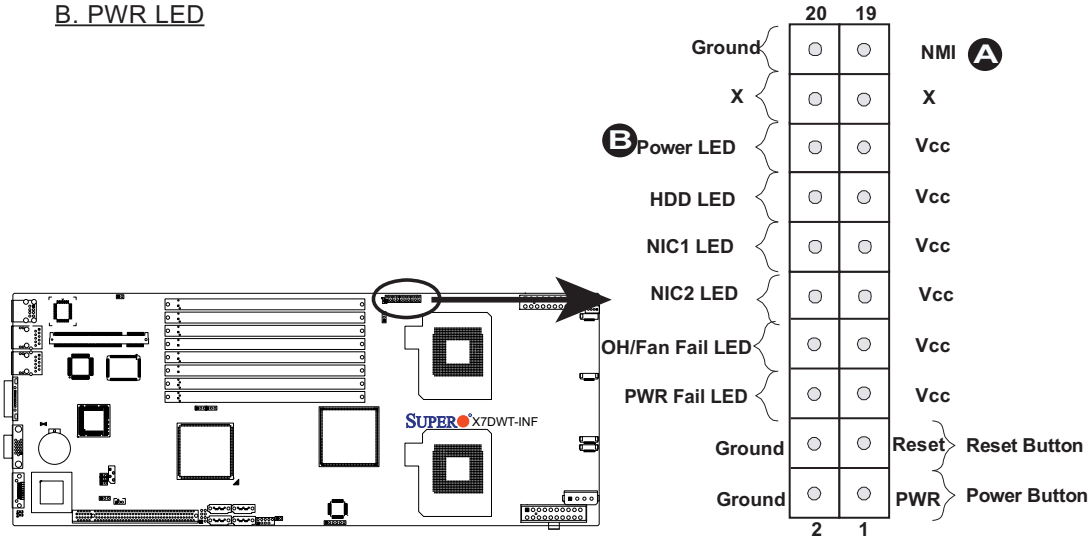 B. PWR LED
20 19
Ground NMI A
X X
B Power LED Vcc
HDD LED Vcc
NIC1 LED Vcc
NIC2 LED Vcc
OH/Fan Fail LED Vcc
PWR Fail LED Vcc
SUPER X7DWT-INF
Ground Reset Reset Button
Ground PWR Power Button
2 1